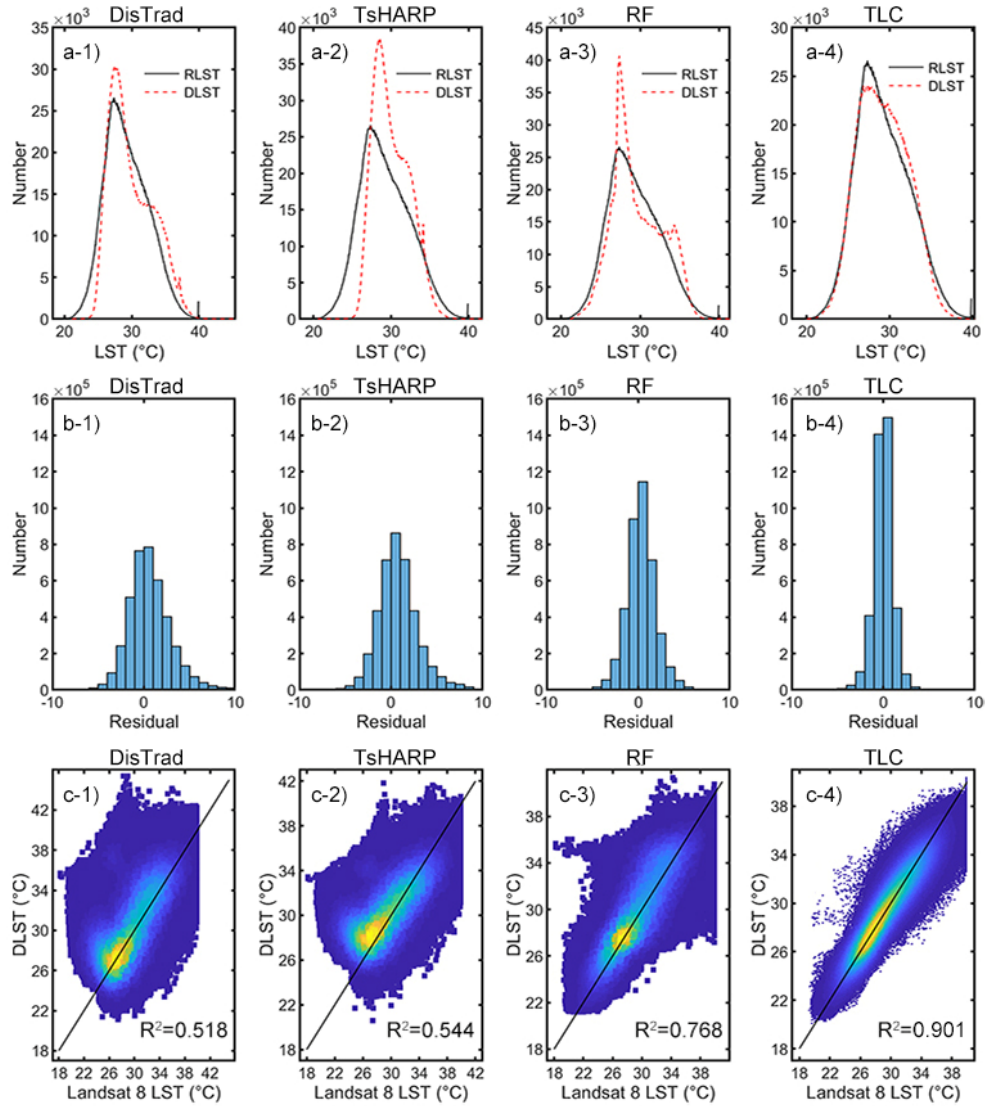 DisTrad TsHARP RF TLC
×10³ ×10³ ×10³ ×10³
a-1) a-2) a-3) a-4)
RLST RLST RLST RLST
DLST DLST DLST DLST
35 40 45 30
30 35 40 25
25 30 35 20
20 25 30 15
15 20 25 10
10 15 20 5
5 10 15 0
0 5 10
0 5
0
Number Number Number Number
20 30 40 20 30 40 20 30 40 20 30 40
LST (°C) LST (°C) LST (°C) LST (°C)
DisTrad TsHARP RF TLC
×10⁵ ×10⁵ ×10⁵ ×10⁵
b-1) b-2) b-3) b-4)
16 16 16 16
14 14 14 14
12 12 12 12
10 10 10 10
8 8 8 8
6 6 6 6
4 4 4 4
2 2 2 2
0 0 0 0
Number Number Number Number
-10 0 10 -10 0 10 -10 0 10 -10 0 10
Residual Residual Residual Residual
DisTrad TsHARP RF TLC
c-1) c-2) c-3) c-4)
42 42 38 38
38 38 34 34
34 34 30 30
30 30 26 26
26 26 22 22
22 22 18 18
18 18
DLST (°C) DLST (°C) DLST (°C) DLST (°C)
R²=0.518 R²=0.544 R²=0.768 R²=0.901
18 22 26 30 34 38 42 18 22 26 30 34 38 42 18 22 26 30 34 38 18 22 26 30 34 38
Landsat 8 LST (°C) Landsat 8 LST (°C) Landsat 8 LST (°C) Landsat 8 LST (°C)